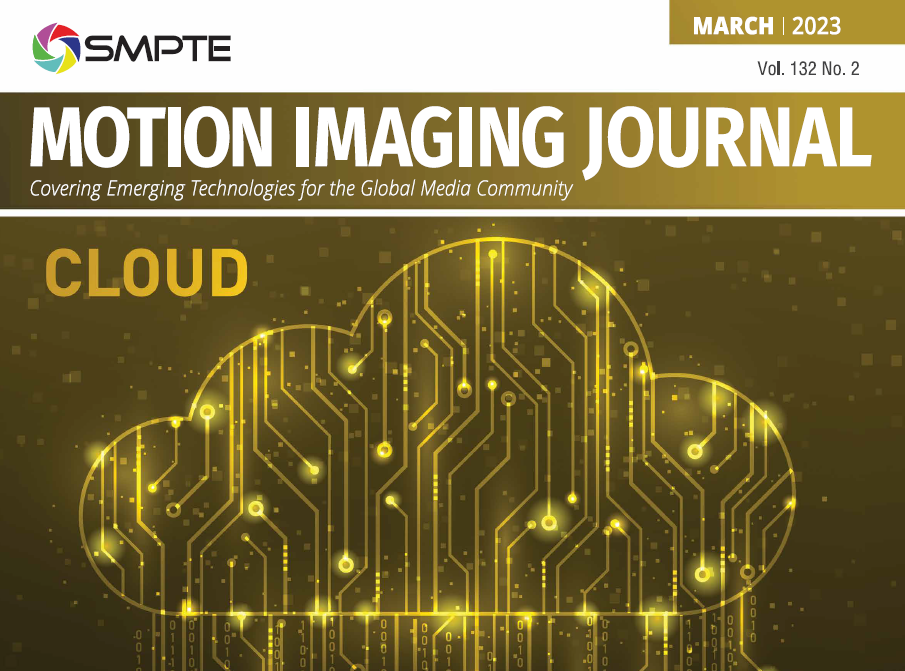 SMPTE
MARCH | 2023
Vol. 132 No. 2
MOTION IMAGING JOURNAL
Covering Emerging Technologies for the Global Media Community
CLOUD